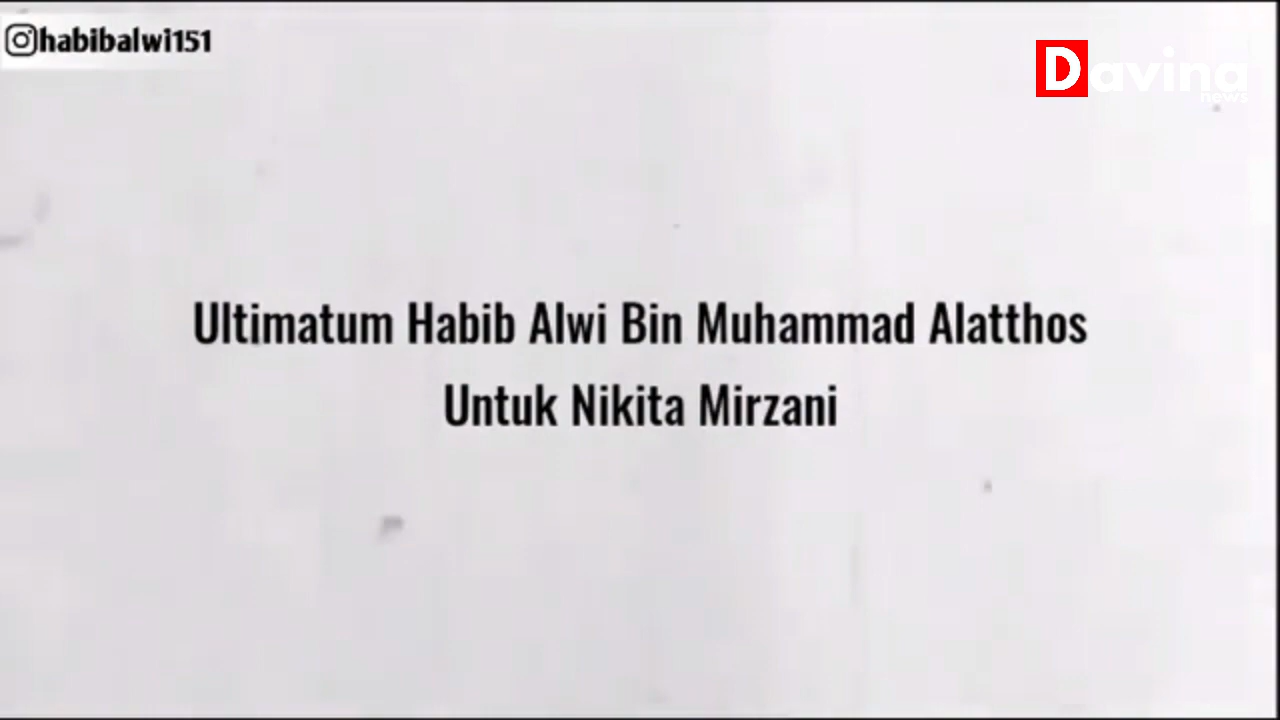 habibalwi151
Davina
news
Ultimatum Habib Alwi Bin Muhammad Alatthos
Untuk Nikita Mirzani